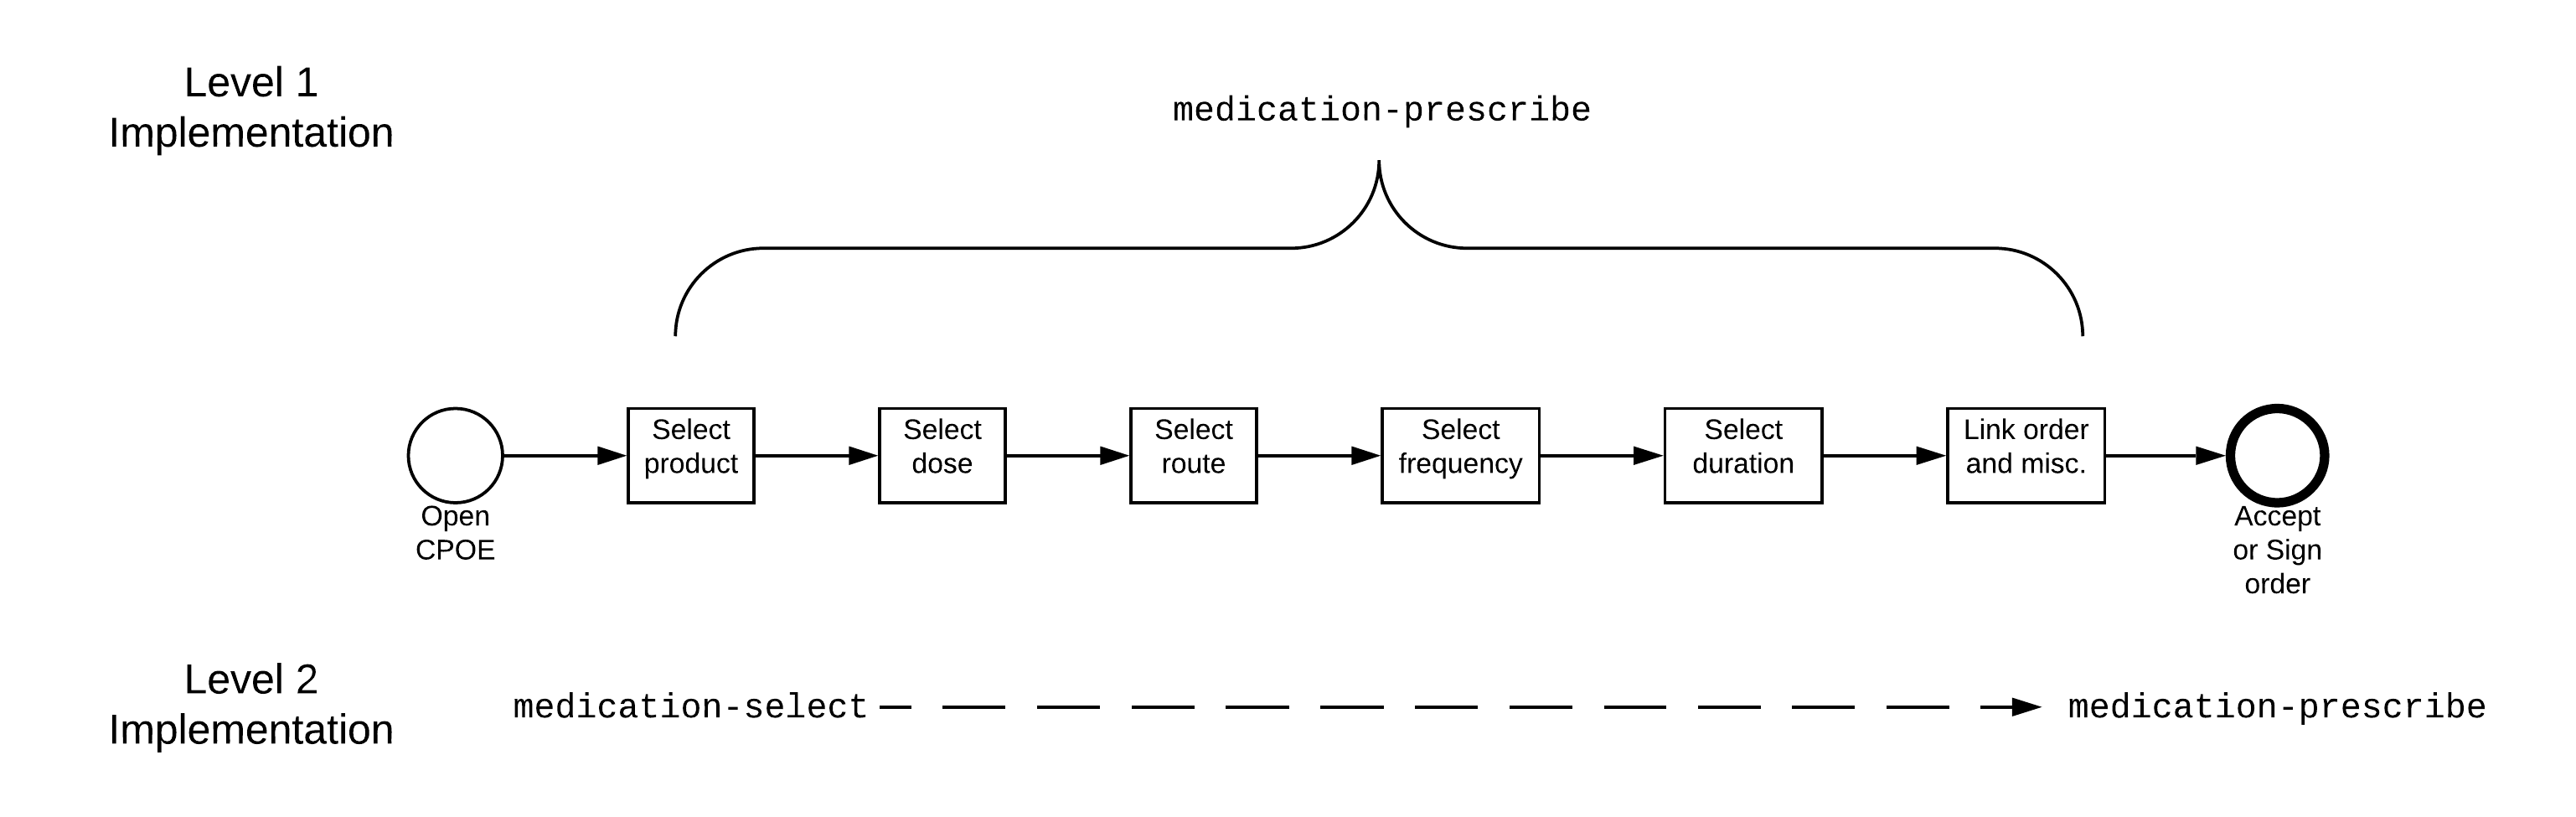 Level 1
Implementation
medication-prescribe
Open
CPOE
Select
product
Select
dose
Select
route
Select
frequency
Select
duration
Link order
and misc.
Accept
or Sign
order
Level 2
Implementation
medication-select
medication-prescribe